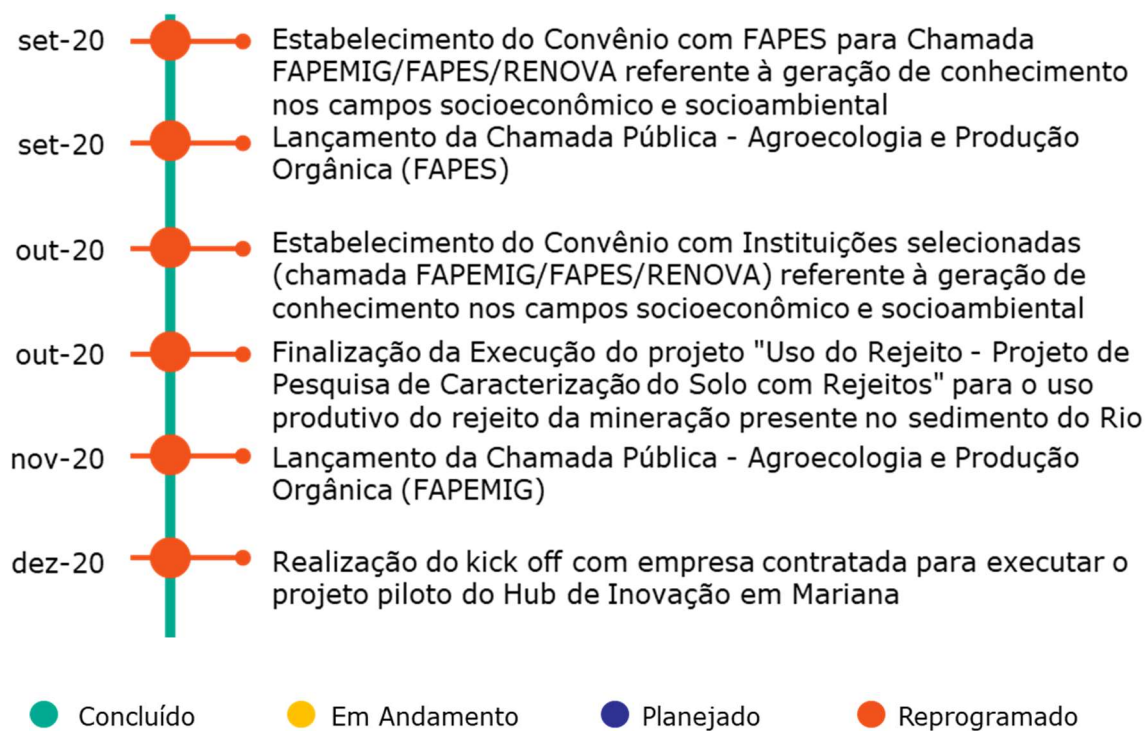 set-20
Estabelecimento do Convênio com FAPES para Chamada
FAPEMIG/FAPES/RENOVA referente à geração de conhecimento
nos campos socioeconômico e socioambiental
set-20
Lançamento da Chamada Pública - Agroecologia e Produção
Orgânica (FAPES)
out-20
Estabelecimento do Convênio com Instituições selecionadas
(chamada FAPEMIG/FAPES/RENOVA) referente à geração de
conhecimento nos campos socioeconômico e socioambiental
out-20
Finalização da Execução do projeto "Uso do Rejeito - Projeto de
Pesquisa de Caracterização do Solo com Rejeitos" para o uso
produtivo do rejeito da mineração presente no sedimento do Rio
nov-20
Lançamento da Chamada Pública - Agroecologia e Produção
Orgânica (FAPEMIG)
dez-20
Realização do kick off com empresa contratada para executar o
projeto piloto do Hub de Inovação em Mariana
Concluído Em Andamento Planejado Reprogramado